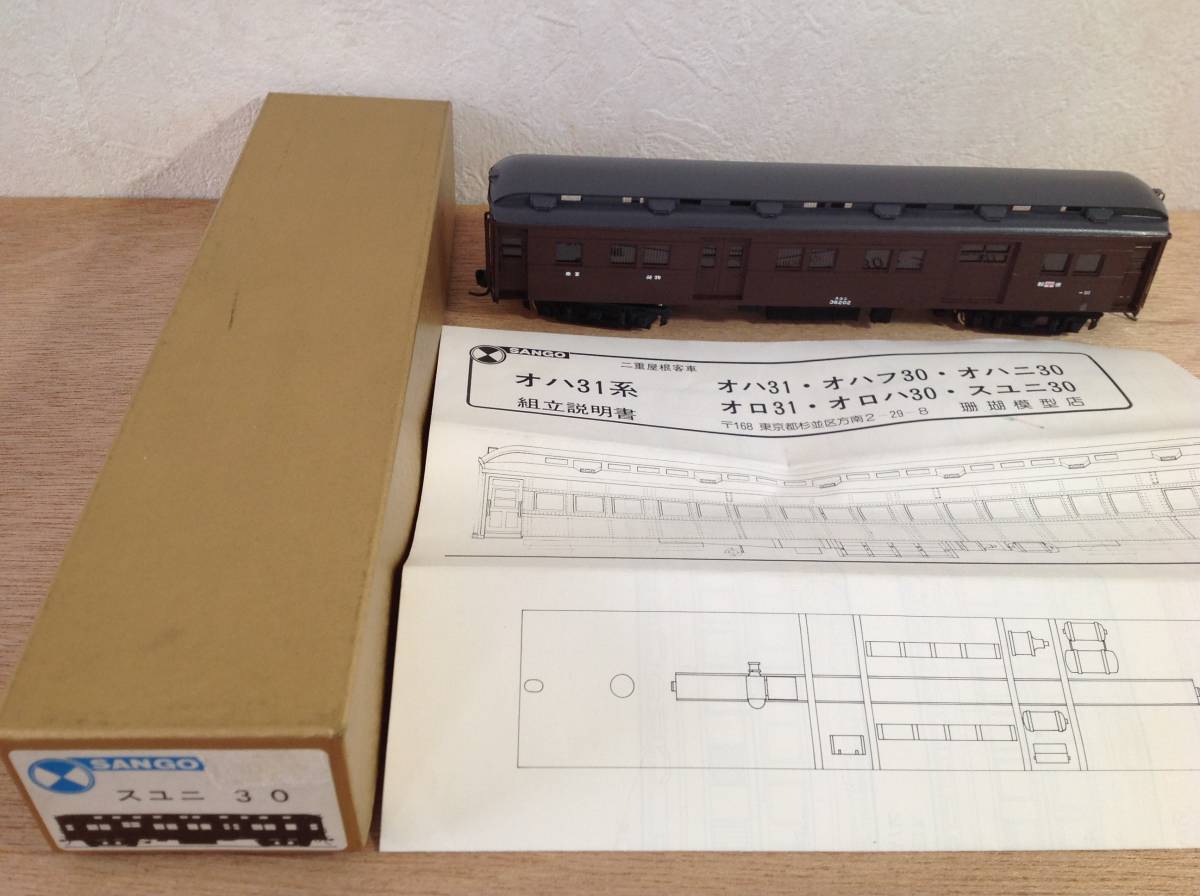 SANGO
二重屋根客車
オハ31系
組立説明書
オハ31・オハフ30・オハニ30
オロ31・オロハ30・スユニ30
〒168 東京都杉並区方南2-29-8 珊瑚模型店
荷物
36202
SANGO
スユニ 30